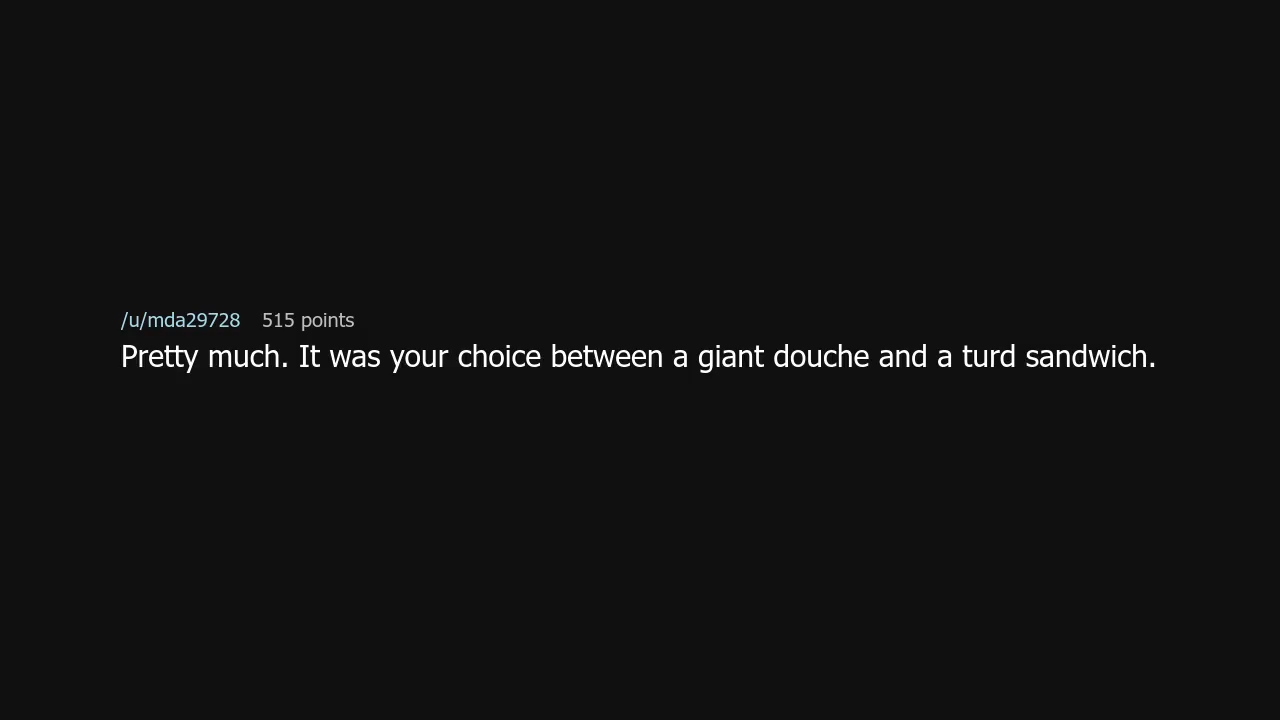 /u/mda29728 515 points
Pretty much. It was your choice between a giant douche and a turd sandwich.